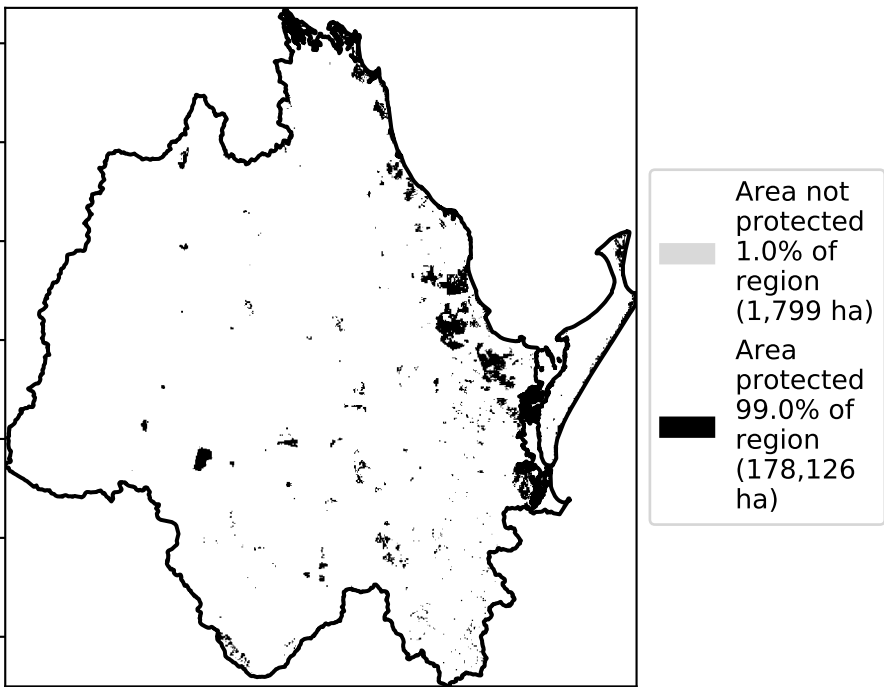 Area not
protected
1.0% of
region
(1,799 ha)
Area
protected
99.0% of
region
(178,126
ha)